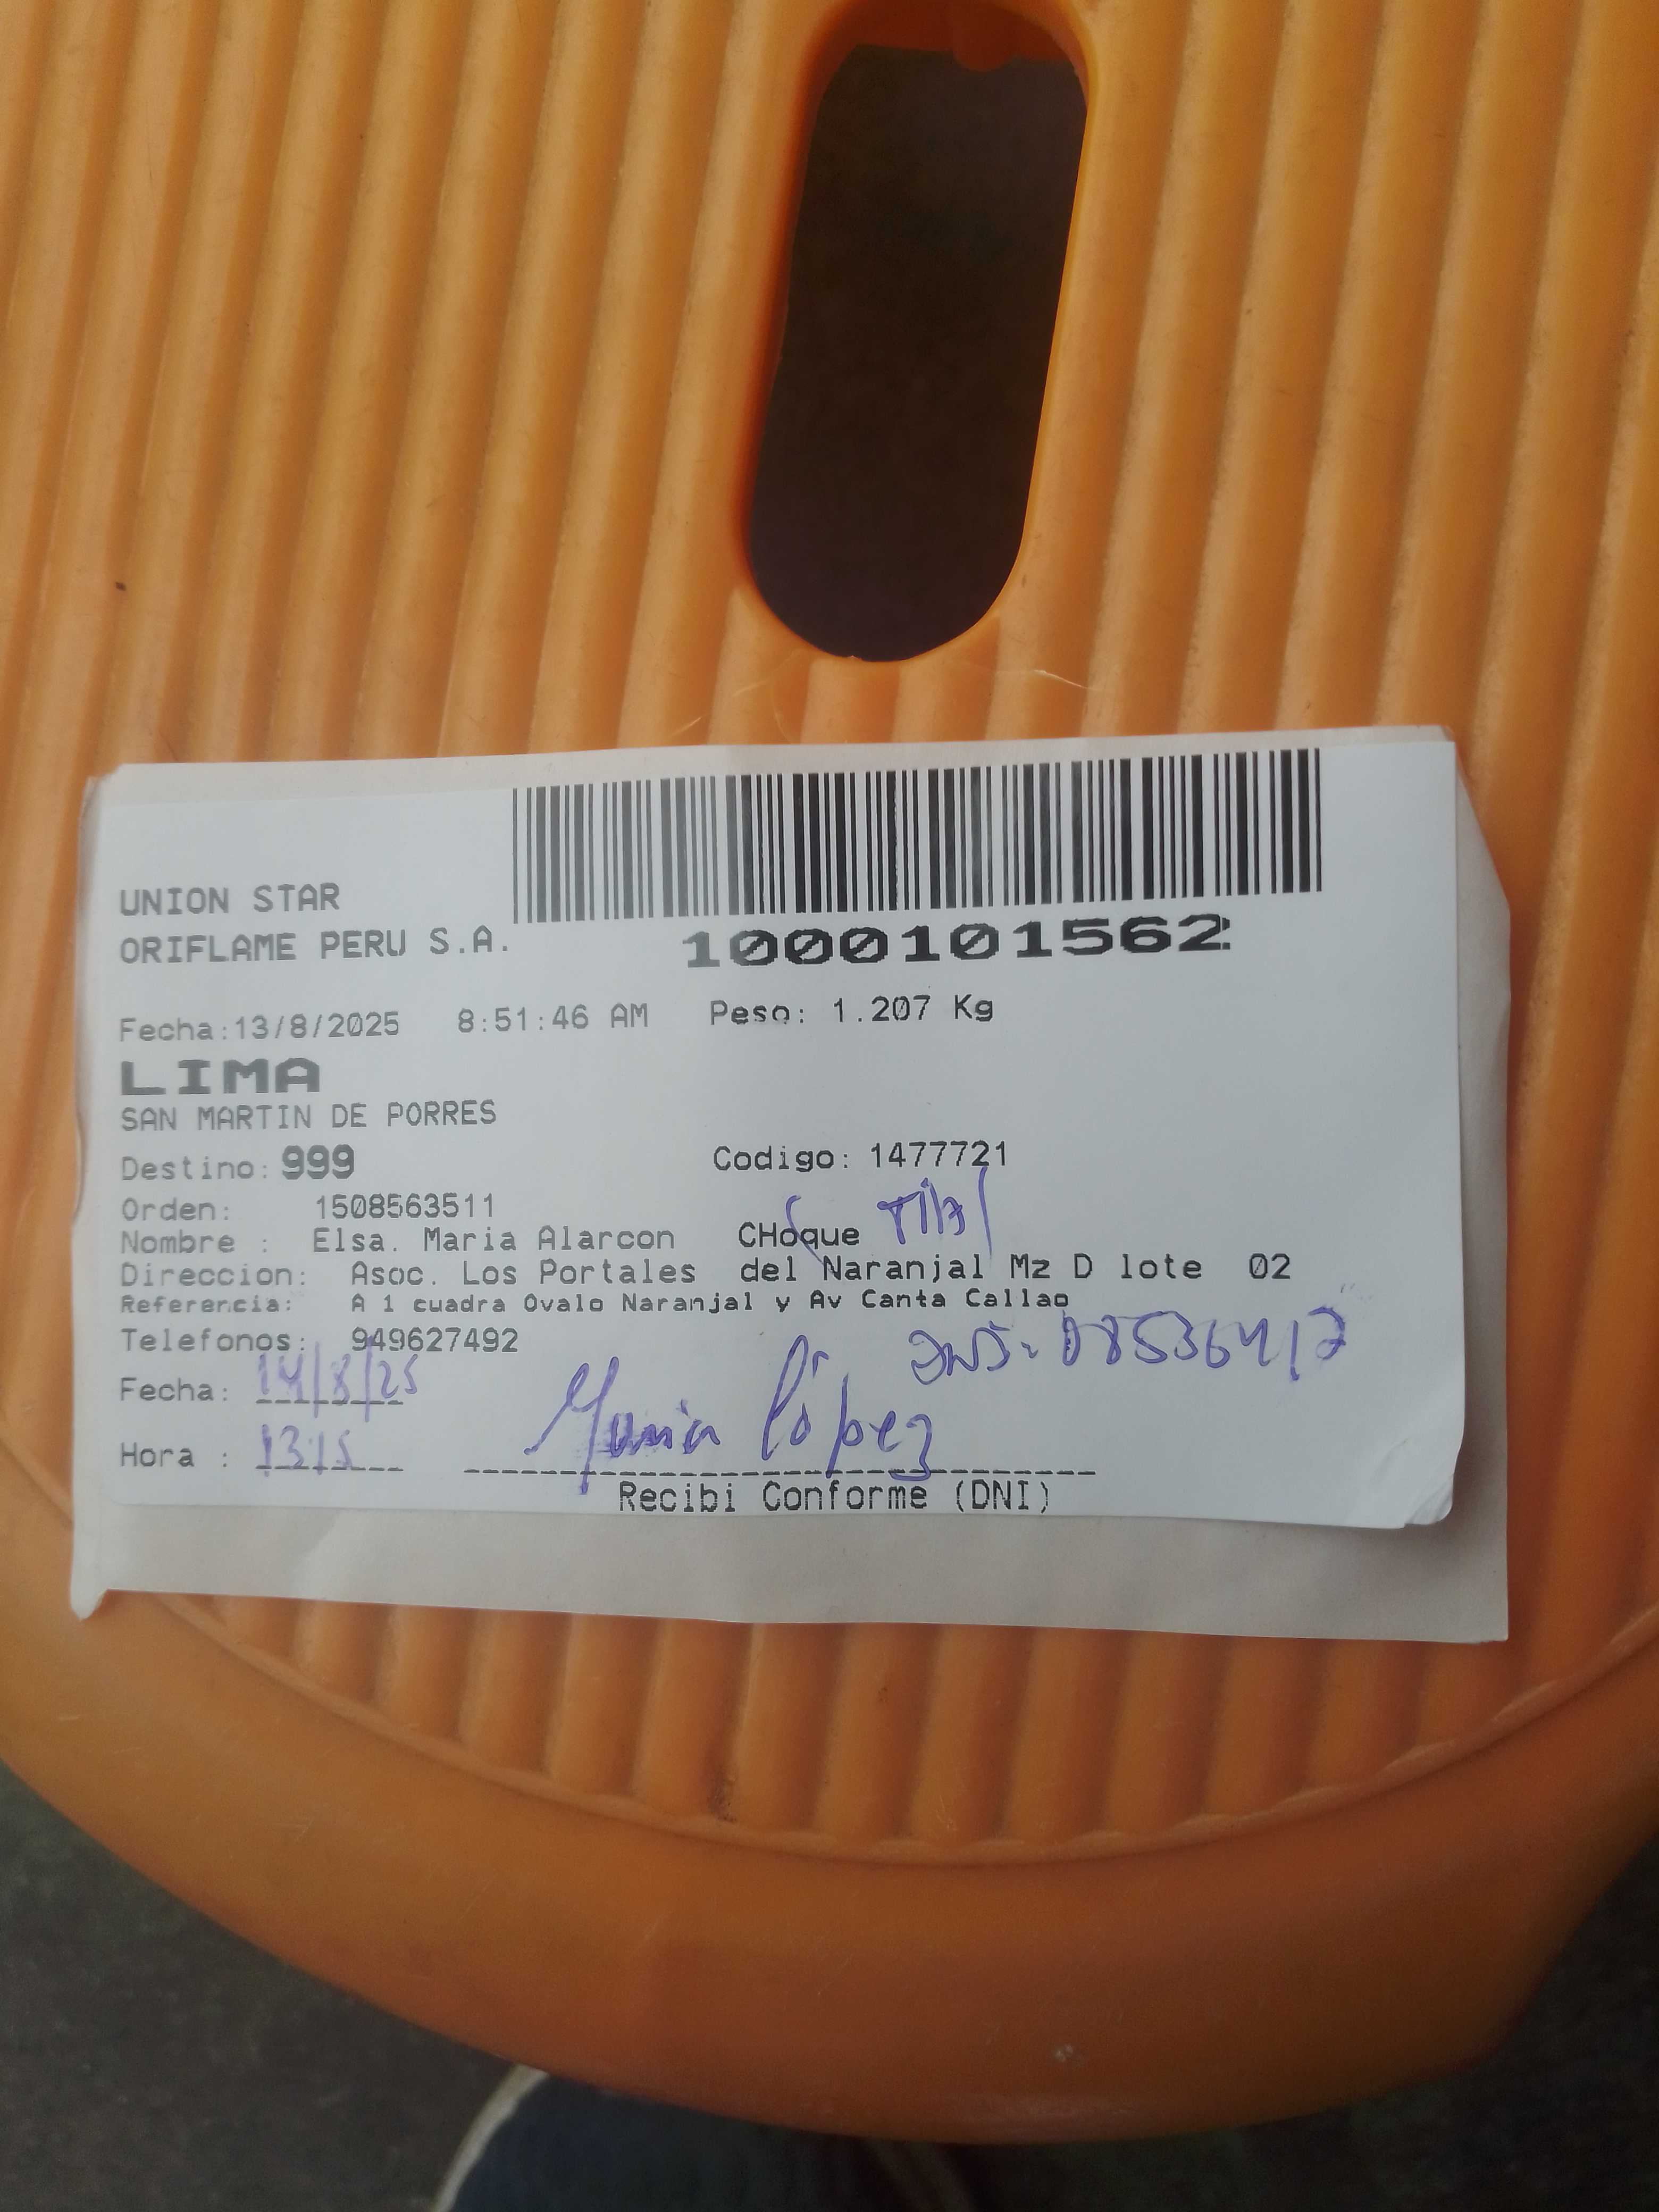 UNION STAR
ORIFLAME PERU S.A.
1000101562
Fecha:13/8/2025 8:51:46 AM Peso: 1.207 Kg
LIMA
SAN MARTIN DE PORRES
Destino: 999 Codigo: 1477721
Orden: 1508563511
Nombre : Elsa. Maria Alarcon CHoque
Direccion: Asoc. Los Portales del Naranjal Mz D lote 02
Referencia: A 1 cuadra Ovalo Naranjal y Av Canta Callao
Telefonos: 949627492
Fecha: 14/8/25
Hora : 13:15 Maria López
Recibi Conforme (DNI)